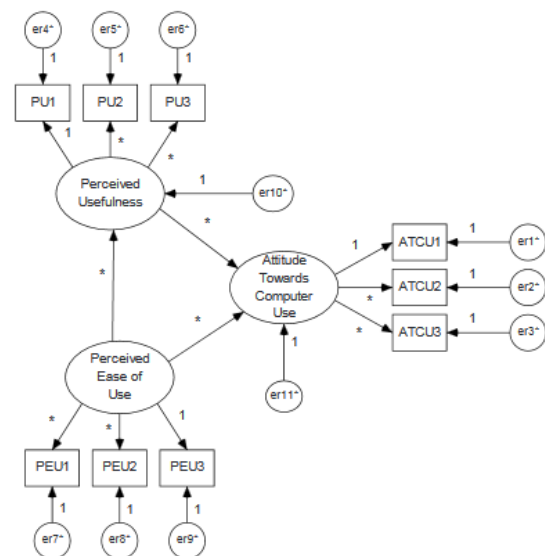 er4* er5* er6*
1 1 1
PU1 PU2 PU3
1 * *
Perceived
Usefulness
1
er10*
*
ATCU1
1
1
er1*
Attitude
Towards
Computer
Use
*
ATCU2
1
er2*
*
ATCU3
1
er3*
*
*
1
er11*
Perceived
Ease of
Use
* * 1
PEU1 PEU2 PEU3
1 1 1
er7* er8* er9*